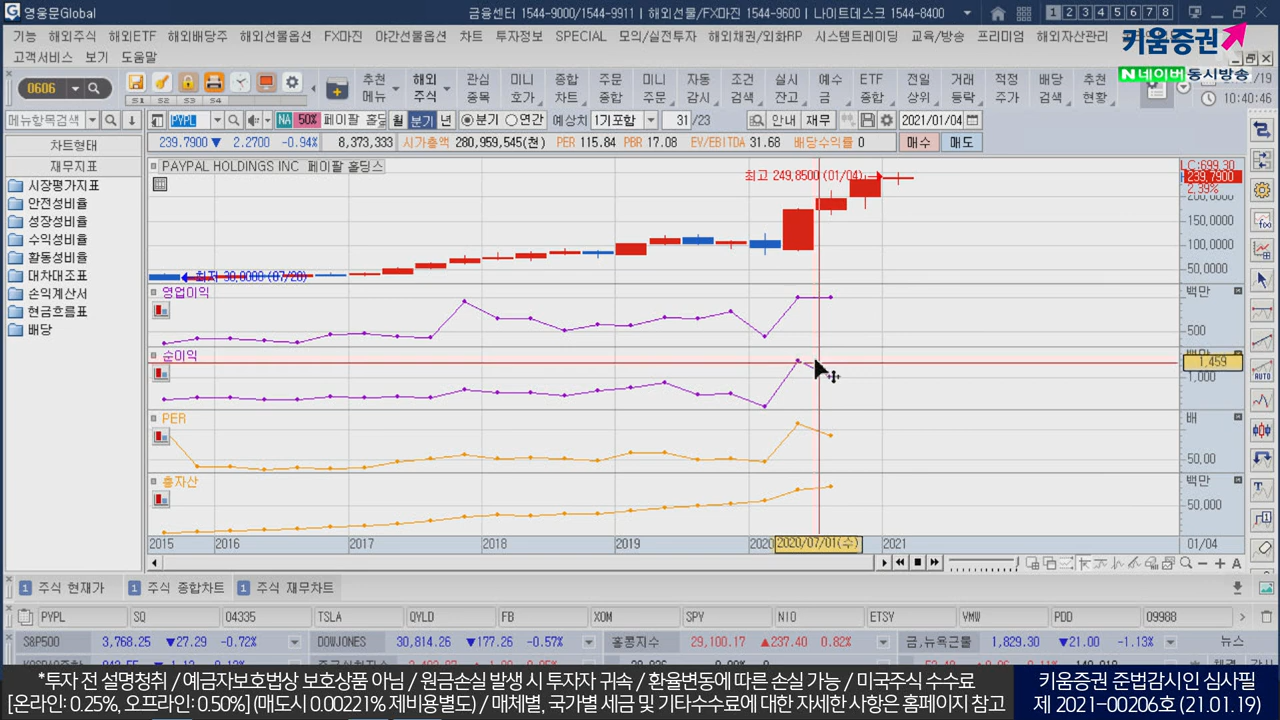 영웅문Global 금융센터 1544-9000/1544-9911 | 해외선물/FX마진 1544-9600 | 나이트데스크 1544-8400 1 2 3 4 5 6 7 8
기능 해외주식 해외ETF 해외배당주 해외선물옵션 FX마진 야간선물옵션 차트 투자정보 SPECIAL 모의/실전투자 해외채권/외화RP 시스템트레이딩 교육/방송 프리미엄 해외자산관리
고객서비스 보기 도움말
키움증권
N 네이버 동시방송
0606 S1 S2 S3 S4
추천 메뉴 해외 주식 관심 종목 미니 호가 종합 차트 주문 종합 미니 주문 자동 감시 조건 검색 실시 잔고 예수 금 ETF 종합 전일 상위 거래 등락 적정 주가 배당 검색 추천 현황
10:40:46
메뉴항목검색 PYPL NA 50% 페이팔 홀딩 월 분기 년 분기 연간 예상치 1기포함 31 /23 안내 재무 2021/01/04
차트형태
재무지표
시장평가지표
안전성비율
성장성비율
수익성비율
활동성비율
대차대조표
손익계산서
현금흐름표
배당
239.7900 ▼ 2.2700 -0.94% 8,373,333 시가총액 280,959,545(천) PER 115.84 PBR 17.08 EV/EBITDA 31.68 배당수익률 0 매수 매도
PAYPAL HOLDINGS INC 페이팔 홀딩스
최고 249,8500 (01/04)
LC:699.30
239,7900
2.39%
200,0000
150,0000
100,0000
50,0000
최저 30,0000 (07/20)
영업이익 백만
500
순이익 백만
1,459
1,000
PER 배
50,00
총자산 백만
50,000
2015 2016 2017 2018 2019 2020 2020/07/01(수) 2021 01/04
AUTO
1 주식 현재가 1 주식 종합차트 1 주식 재무차트
PYPL SQ 04335 TSLA QYLD FB XOM SPY NIO ETSY VMW PDD 09988
S&P500 3,768.25 ▼27.29 -0.72% DOWJONES 30,814.26 ▼177.26 -0.57% 홍콩지수 29,100.17 ▲237.40 0.82% 금,뉴욕근물 1,829.30 ▼21.00 -1.13% 뉴스
*투자 전 설명청취 / 예금자보호법상 보호상품 아님 / 원금손실 발생 시 투자자 귀속 / 환율변동에 따른 손실 가능 / 미국주식 수수료
[온라인: 0.25%, 오프라인: 0.50%] (매도시 0.00221% 제비용별도) / 매체별, 국가별 세금 및 기타수수료에 대한 자세한 사항은 홈페이지 참고
키움증권 준법감시인 심사필
제 2021-00206호 (21.01.19)